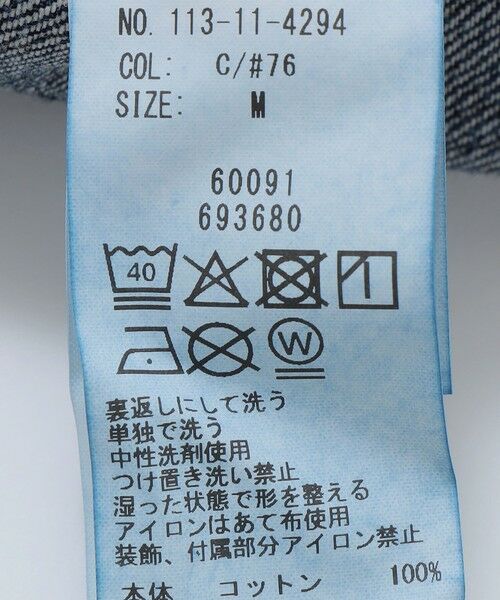 NO. 113-11-4294
COL: C/#76
SIZE: M
60091
693680
40
W
裏返しにして洗う
単独で洗う
中性洗剤使用
つけ置き洗い禁止
湿った状態で形を整える
アイロンはあて布使用
装飾、付属部分アイロン禁止
本体 コットン 100%